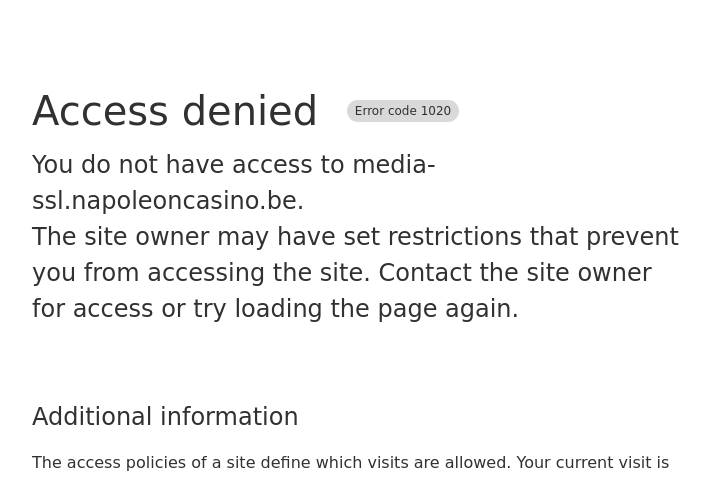 Access denied Error code 1020
You do not have access to media-
ssl.napoleoncasino.be.
The site owner may have set restrictions that prevent
you from accessing the site. Contact the site owner
for access or try loading the page again.
Additional information
The access policies of a site define which visits are allowed. Your current visit is